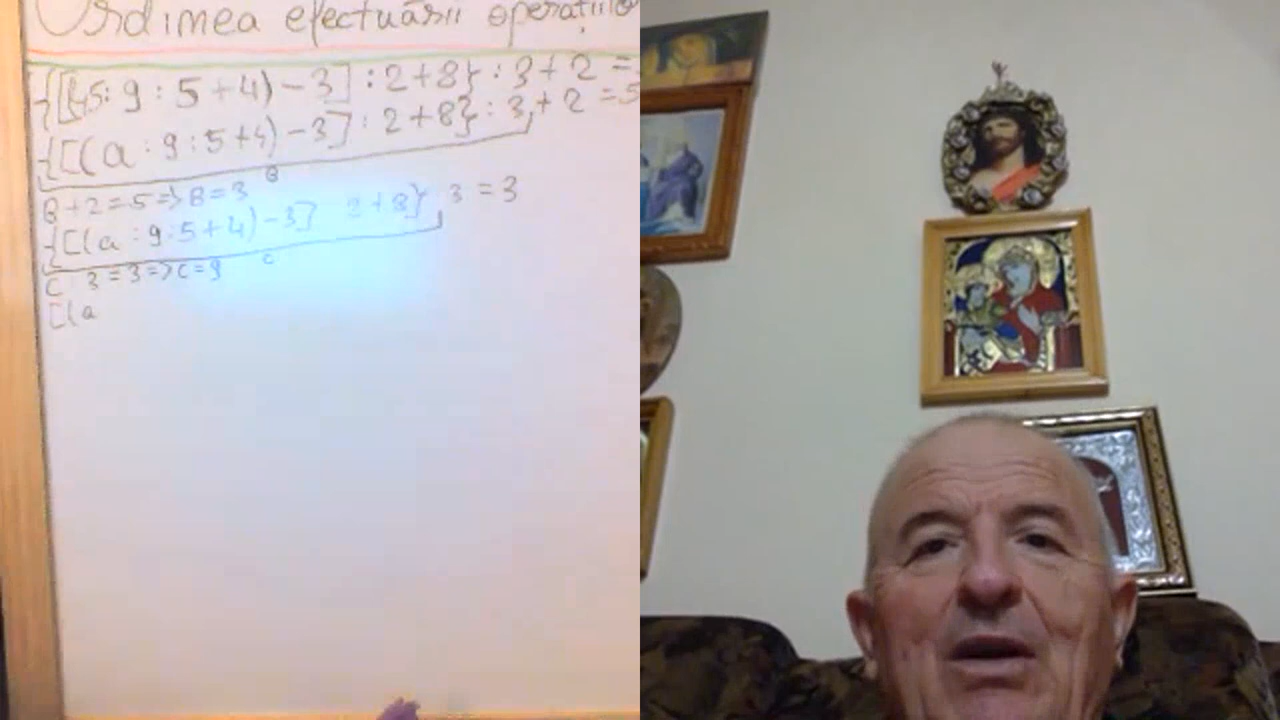 Ordinea efectuării operațiilo
{[(45:9:5+4)-3]:2+8}:3+2=
{[(a:9:5+4)-3]:2+8}:3+2=5
B
B+2=5=>B=3
{[(a:9:5+4)-3] 2+8} 3=3
c
C 3=3=>C=9
[(a